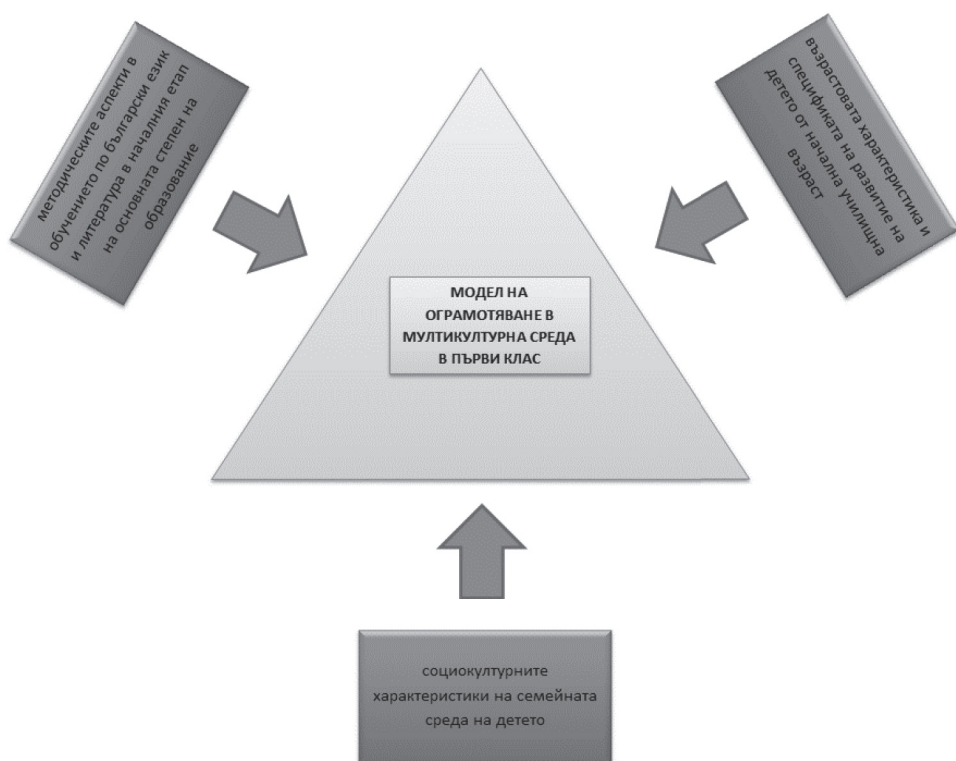 методическите аспекти в
обучението по български език
и литература в началния етап
на основната степен на
образование
възрастовата характеристика и
спецификата на развитие на
детето от начална училищна
възраст
МОДЕЛ НА
ОГРАМОТЯВАНЕ В
МУЛТИКУЛТУРНА СРЕДА
В ПЪРВИ КЛАС
социокултурните
характеристики на семейната
среда на детето